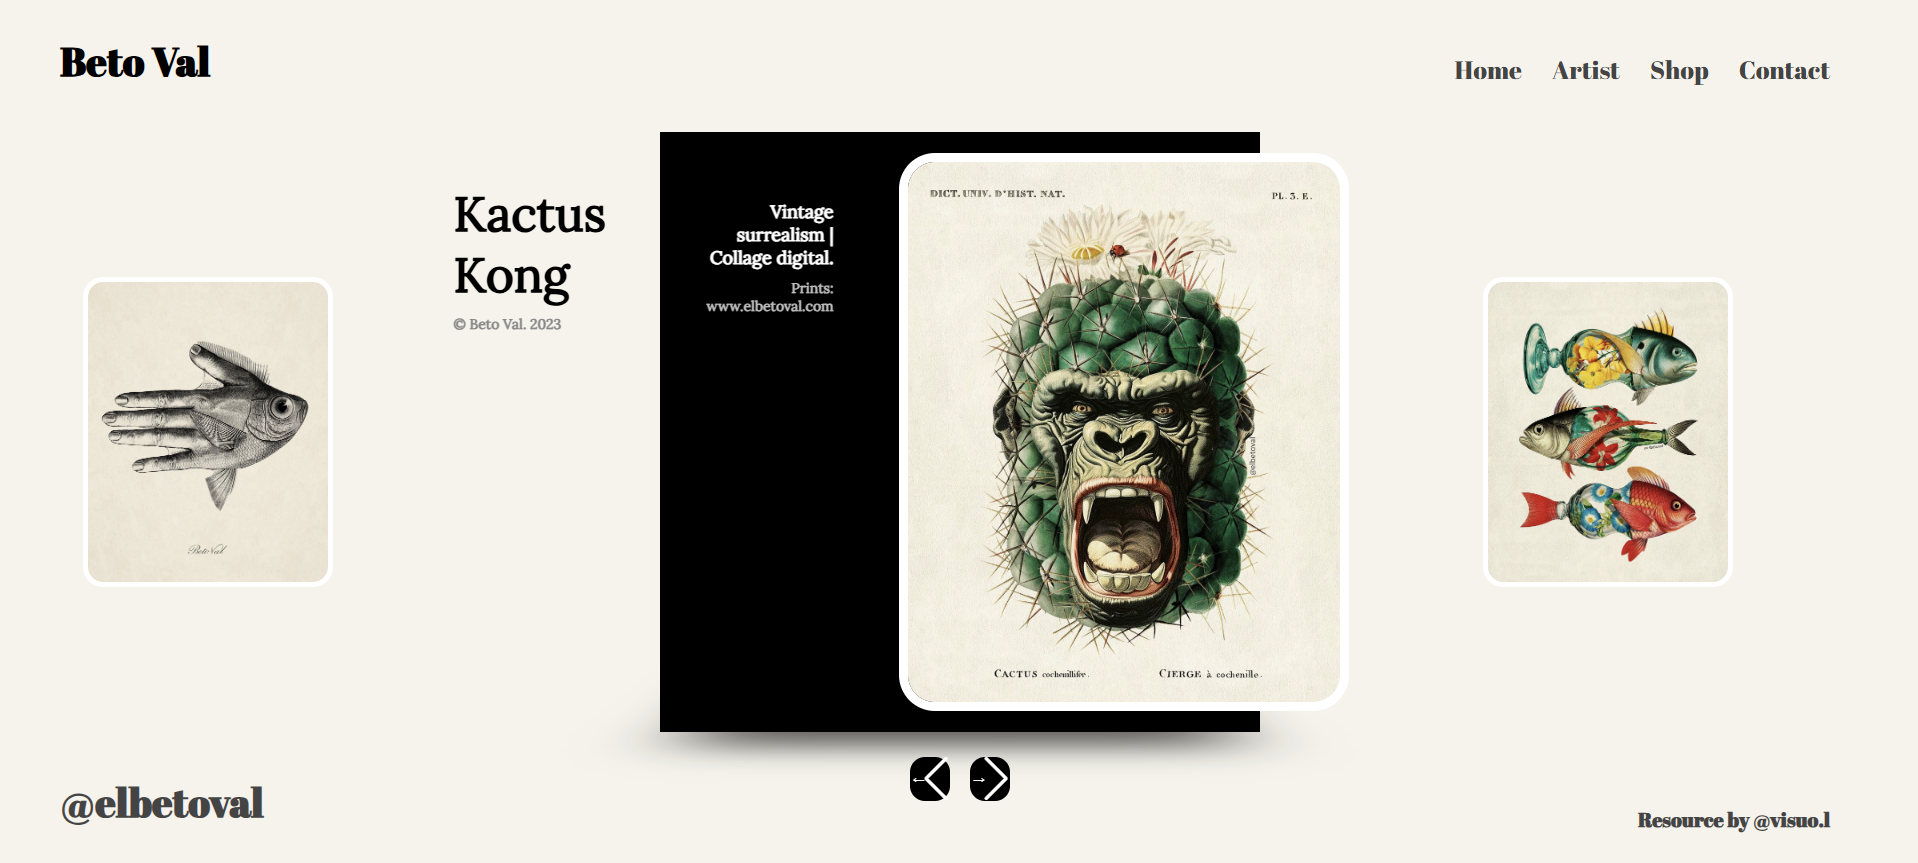 Beto Val
Home Artist Shop Contact
Kactus
Kong
© Beto Val. 2023
Vintage
surrealism |
Collage digital.
Prints:
www.elbetoval.com
DICT. UNIV. D'HIST. NAT.
PL. 3. E.
@elbetoval
CACTUS cochenillifère.
CIERGE à cochenille.
Beto Val
←
→
@elbetoval
Resource by @visuo.l